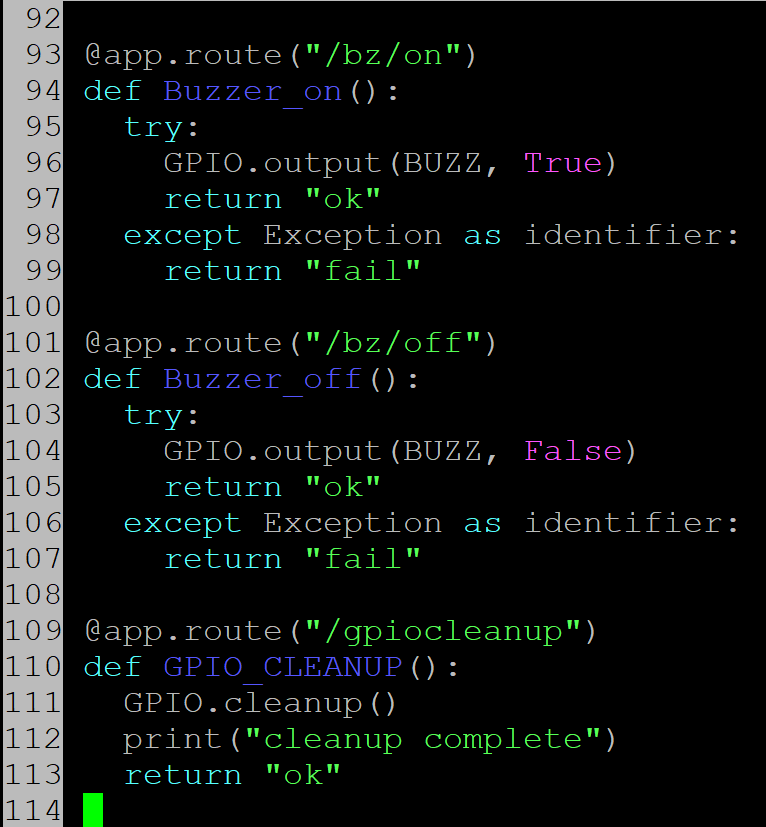 92
93 @app.route("/bz/on")
94 def Buzzer_on():
95   try:
96     GPIO.output(BUZZ, True)
97     return "ok"
98   except Exception as identifier:
99     return "fail"
100
101 @app.route("/bz/off")
102 def Buzzer_off():
103   try:
104     GPIO.output(BUZZ, False)
105     return "ok"
106   except Exception as identifier:
107     return "fail"
108
109 @app.route("/gpiocleanup")
110 def GPIO_CLEANUP():
111   GPIO.cleanup()
112   print("cleanup complete")
113   return "ok"
114